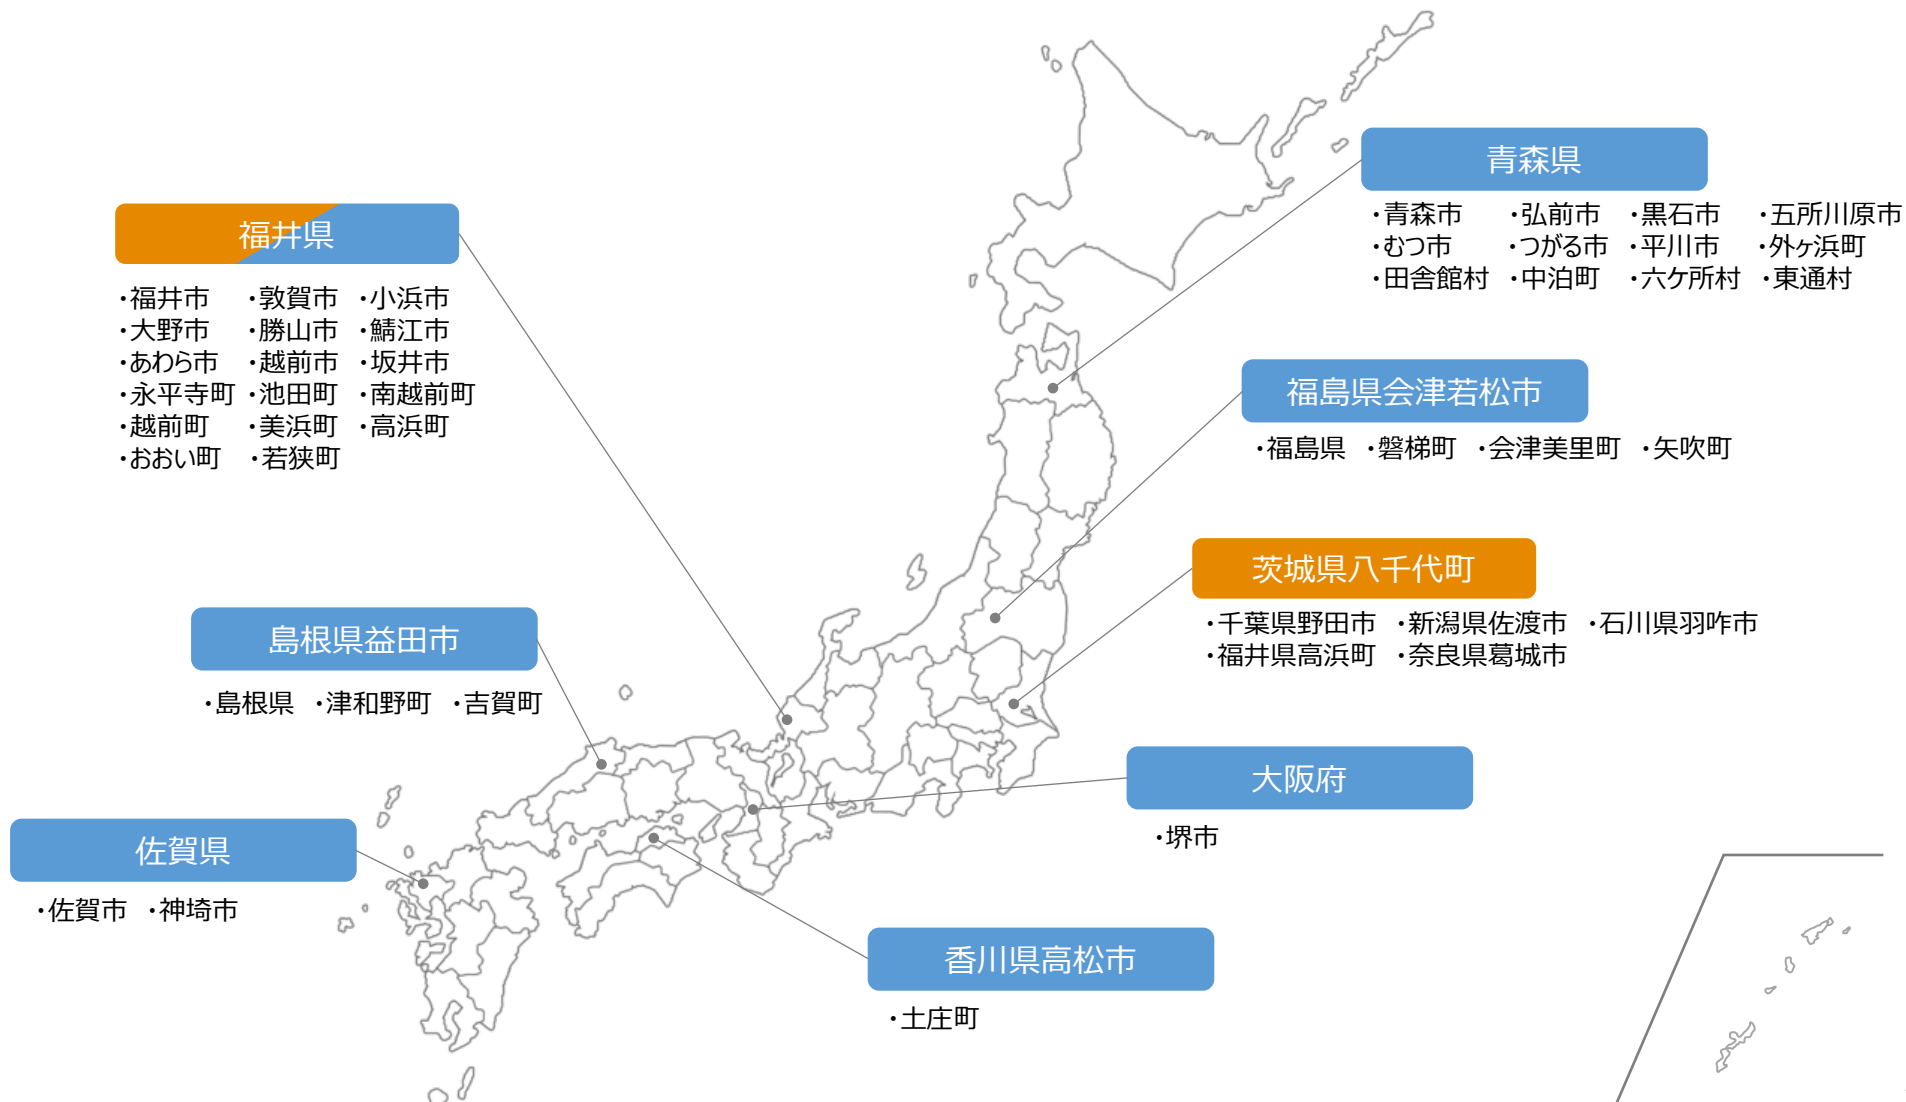 青森県
・青森市 ・弘前市 ・黒石市 ・五所川原市
・むつ市 ・つがる市 ・平川市 ・外ヶ浜町
・田舎館村 ・中泊町 ・六ケ所村 ・東通村
福井県
・福井市 ・敦賀市 ・小浜市
・大野市 ・勝山市 ・鯖江市
・あわら市 ・越前市 ・坂井市
・永平寺町 ・池田町 ・南越前町
・越前町 ・美浜町 ・高浜町
・おおい町 ・若狭町
福島県会津若松市
・福島県 ・磐梯町 ・会津美里町 ・矢吹町
茨城県八千代町
・千葉県野田市 ・新潟県佐渡市 ・石川県羽咋市
・福井県高浜町 ・奈良県葛城市
島根県益田市
・島根県 ・津和野町 ・吉賀町
大阪府
・堺市
佐賀県
・佐賀市 ・神埼市
香川県高松市
・土庄町